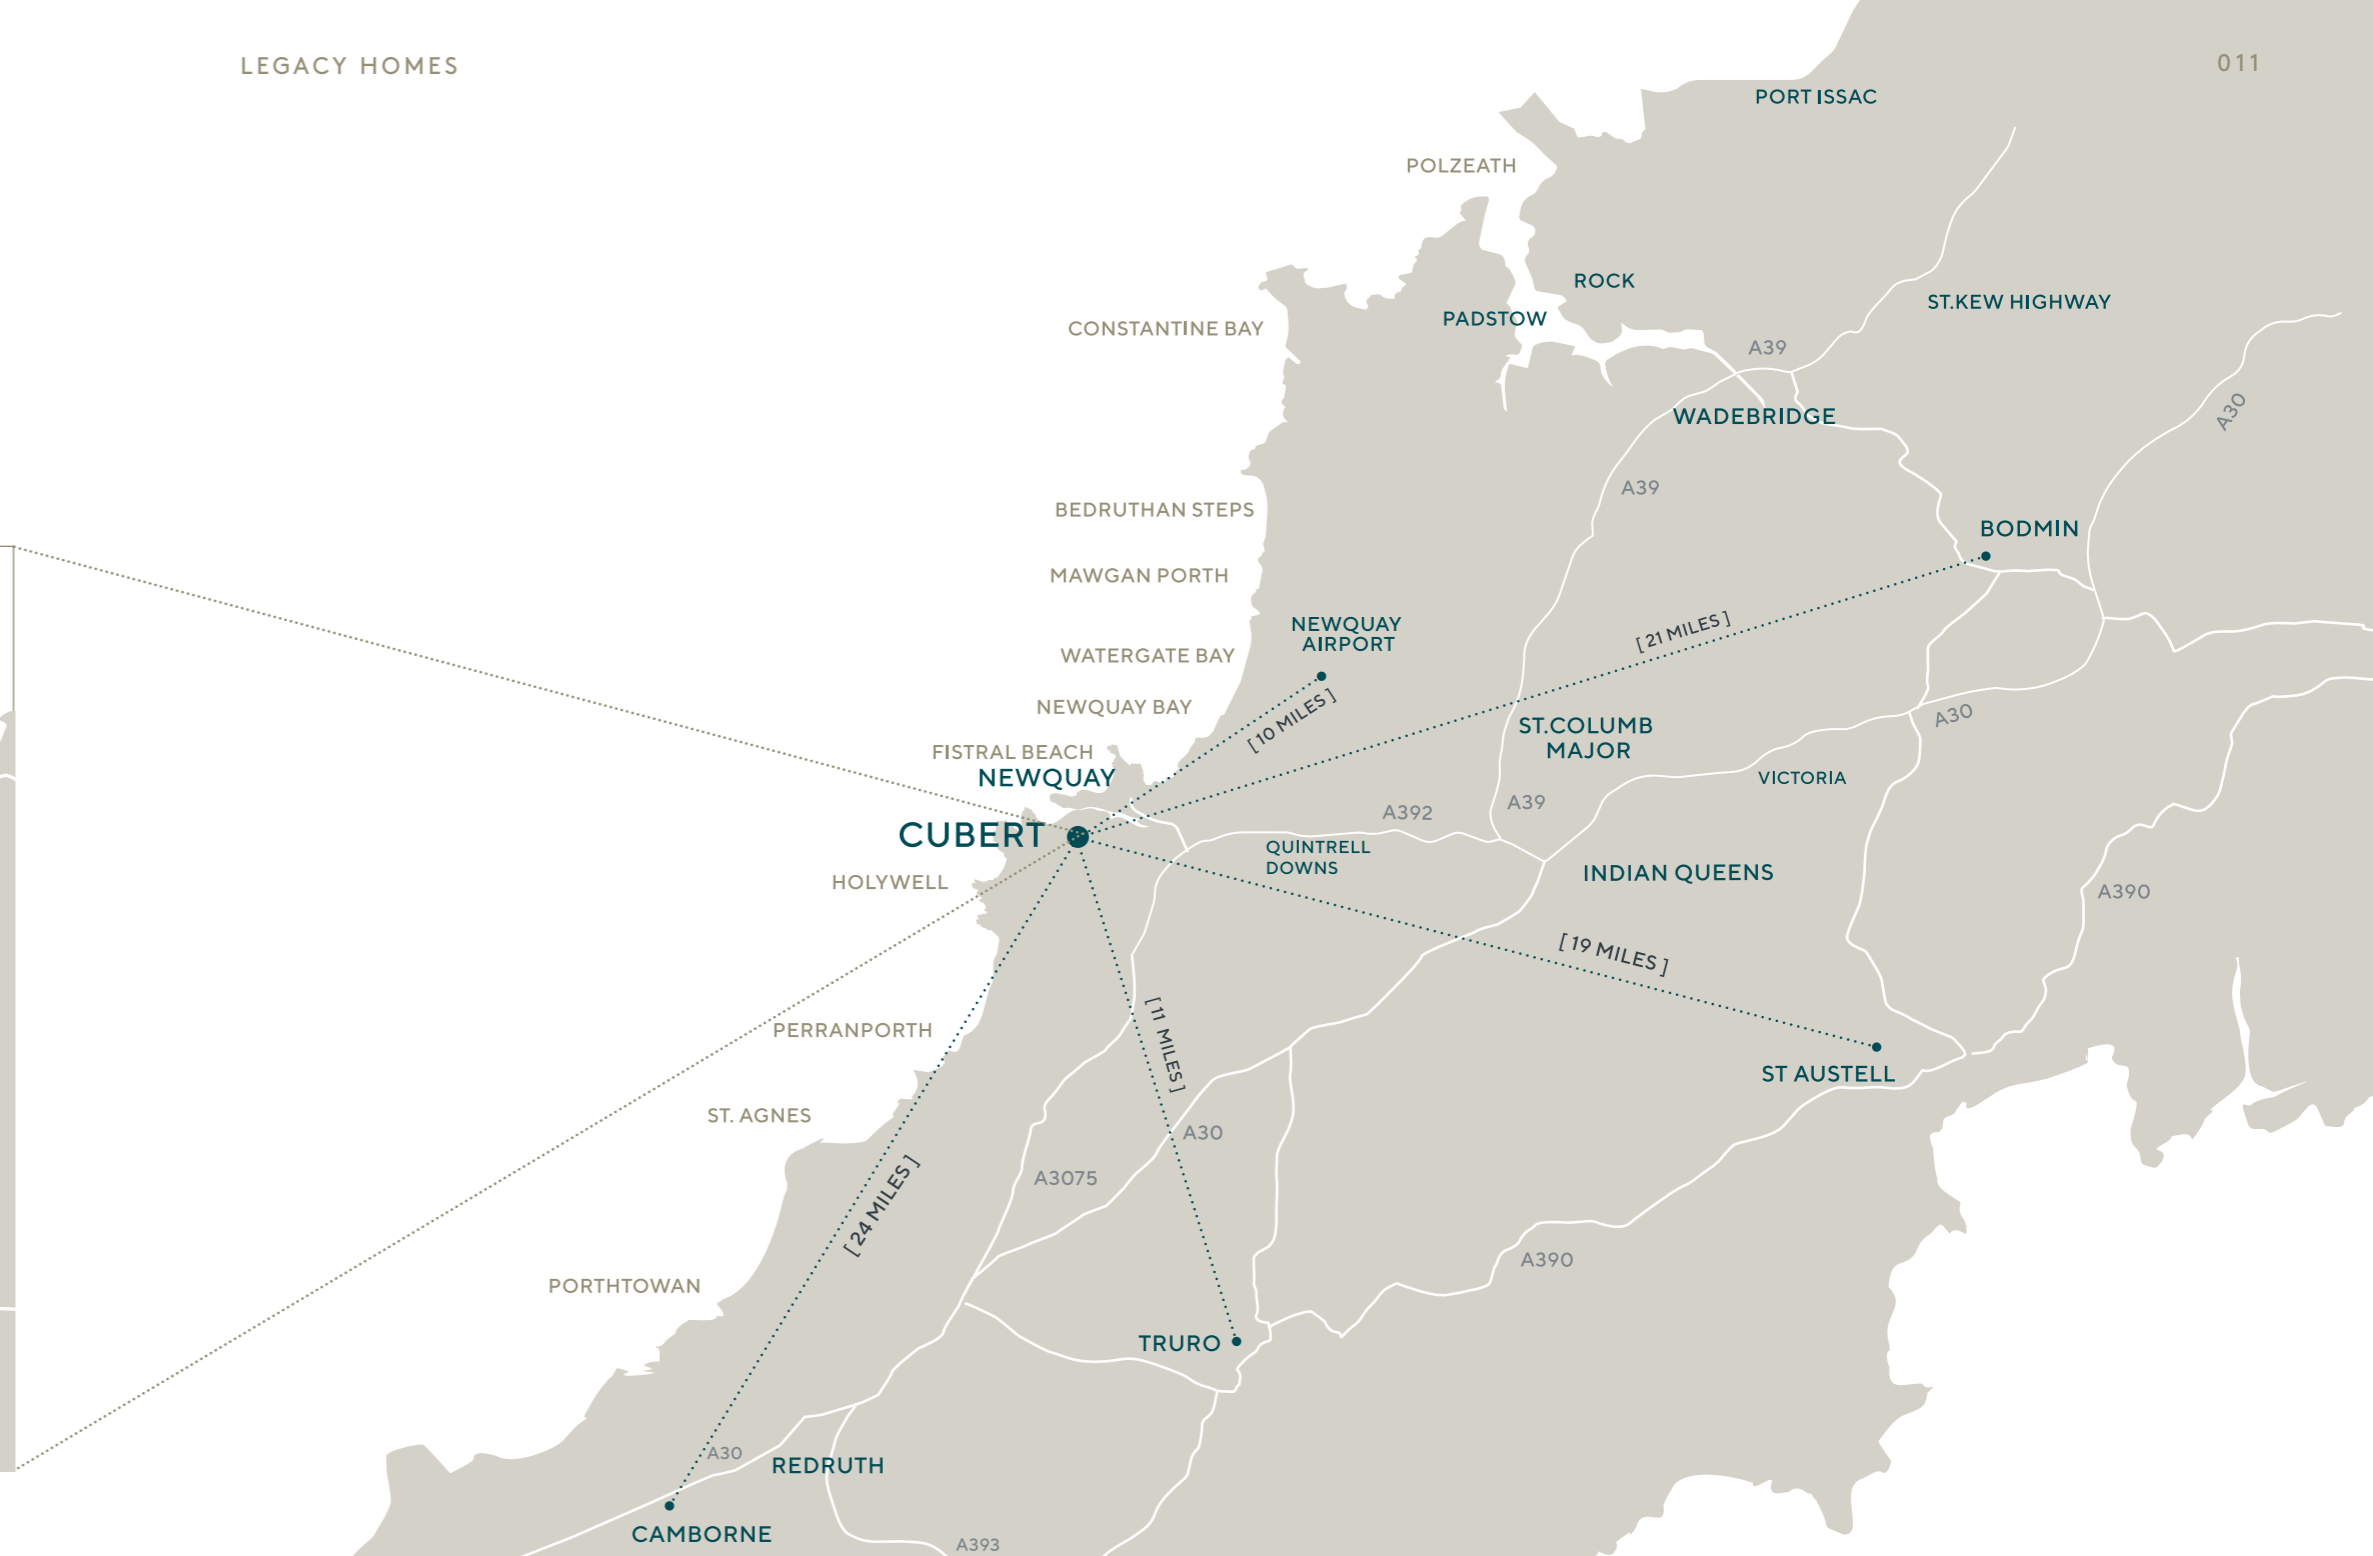 LEGACY HOMES
011
PORT ISSAC
POLZEATH
ROCK
ST.KEW HIGHWAY
PADSTOW
CONSTANTINE BAY
A39
A30
WADEBRIDGE
A39
BEDRUTHAN STEPS
BODMIN
MAWGAN PORTH
NEWQUAY
AIRPORT
[ 21 MILES ]
WATERGATE BAY
NEWQUAY BAY
[ 10 MILES ]
A30
ST.COLUMB
MAJOR
FISTRAL BEACH
NEWQUAY
VICTORIA
A39
A392
CUBERT
QUINTRELL
DOWNS
INDIAN QUEENS
HOLYWELL
A390
[ 19 MILES ]
PERRANPORTH
[ 11 MILES ]
ST AUSTELL
ST. AGNES
A30
A3075
[ 24 MILES ]
A390
PORTHTOWAN
TRURO
A30
REDRUTH
CAMBORNE
A393